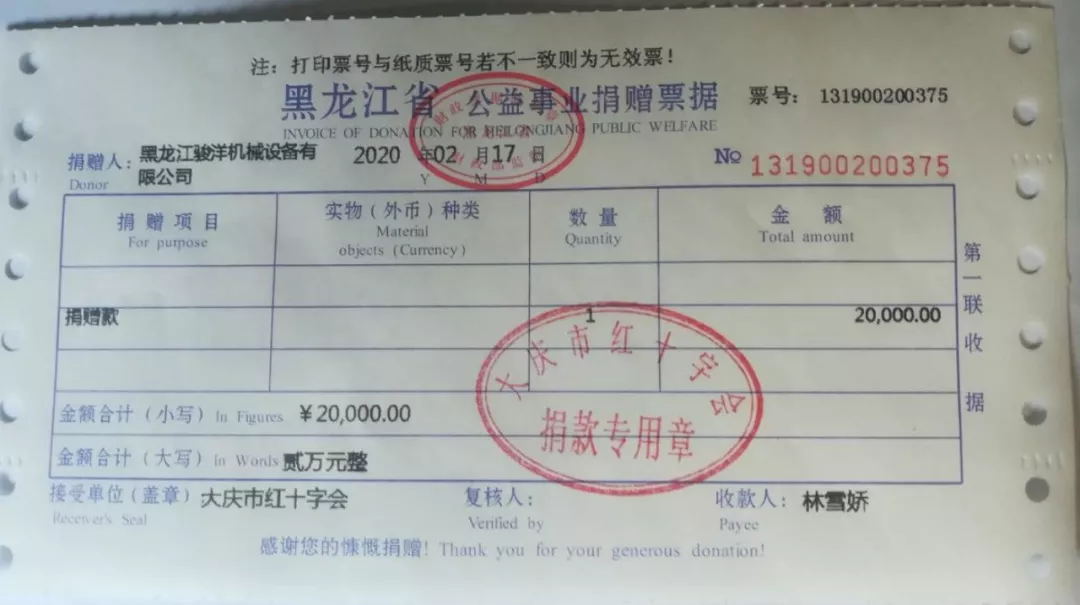 注：打印票号与纸质票号若不一致则为无效票！
黑龙江省 公益事业捐赠票据 票号：131900200375
INVOICE OF DONATION FOR HEILONGJIANG PUBLIC WELFARE
捐赠人：黑龙江骏洋机械设备有 2020 年 02 月 17 日 № 131900200375
Donor 限公司 Y M D
捐赠项目 实物（外币）种类 数量 金额
For purpose Material Quantity Total amount
objects (Currency)
捐赠款 1 20,000.00
金额合计（小写）In Figures ￥20,000.00
金额合计（大写）in Words 贰万元整
大庆市红十字会
捐款专用章
第一联收据
接受单位（盖章） 大庆市红十字会 复核人： 收款人：林雪娇
Receiver's Seal Verified by Payee
感谢您的慷慨捐赠！Thank you for your generous donation!